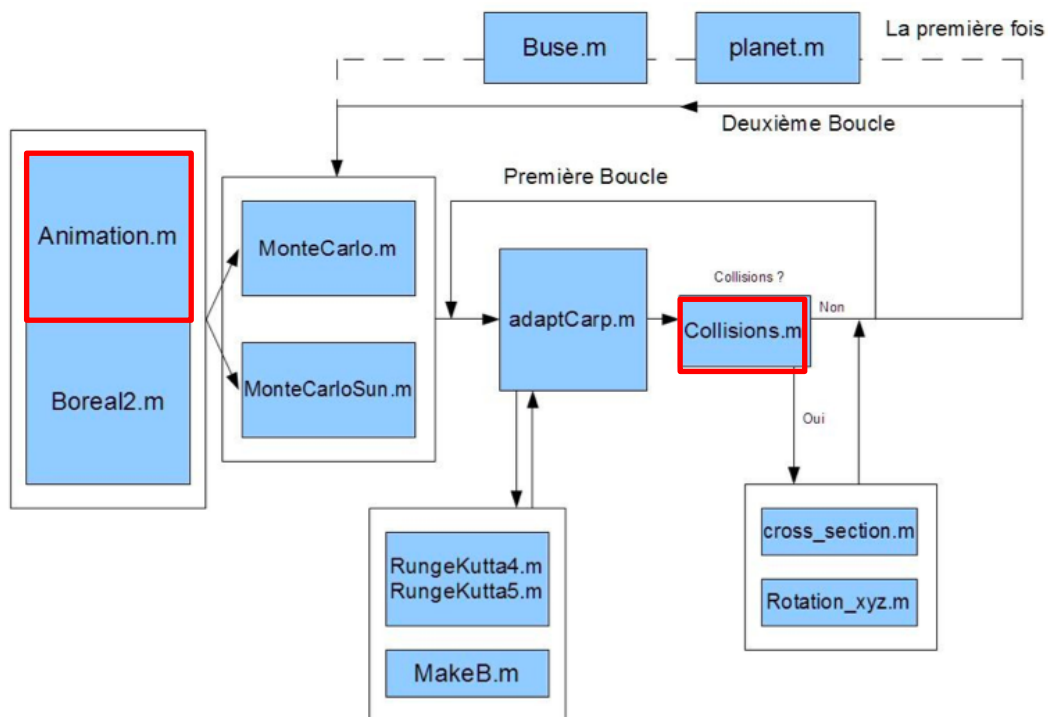 Buse.m
planet.m
La première fois
Deuxième Boucle
Première Boucle
Animation.m
Boreal2.m
MonteCarlo.m
MonteCarloSun.m
adaptCarp.m
Collisions ?
Collisions.m
Non
Oui
RungeKutta4.m
RungeKutta5.m
MakeB.m
cross_section.m
Rotation_xyz.m